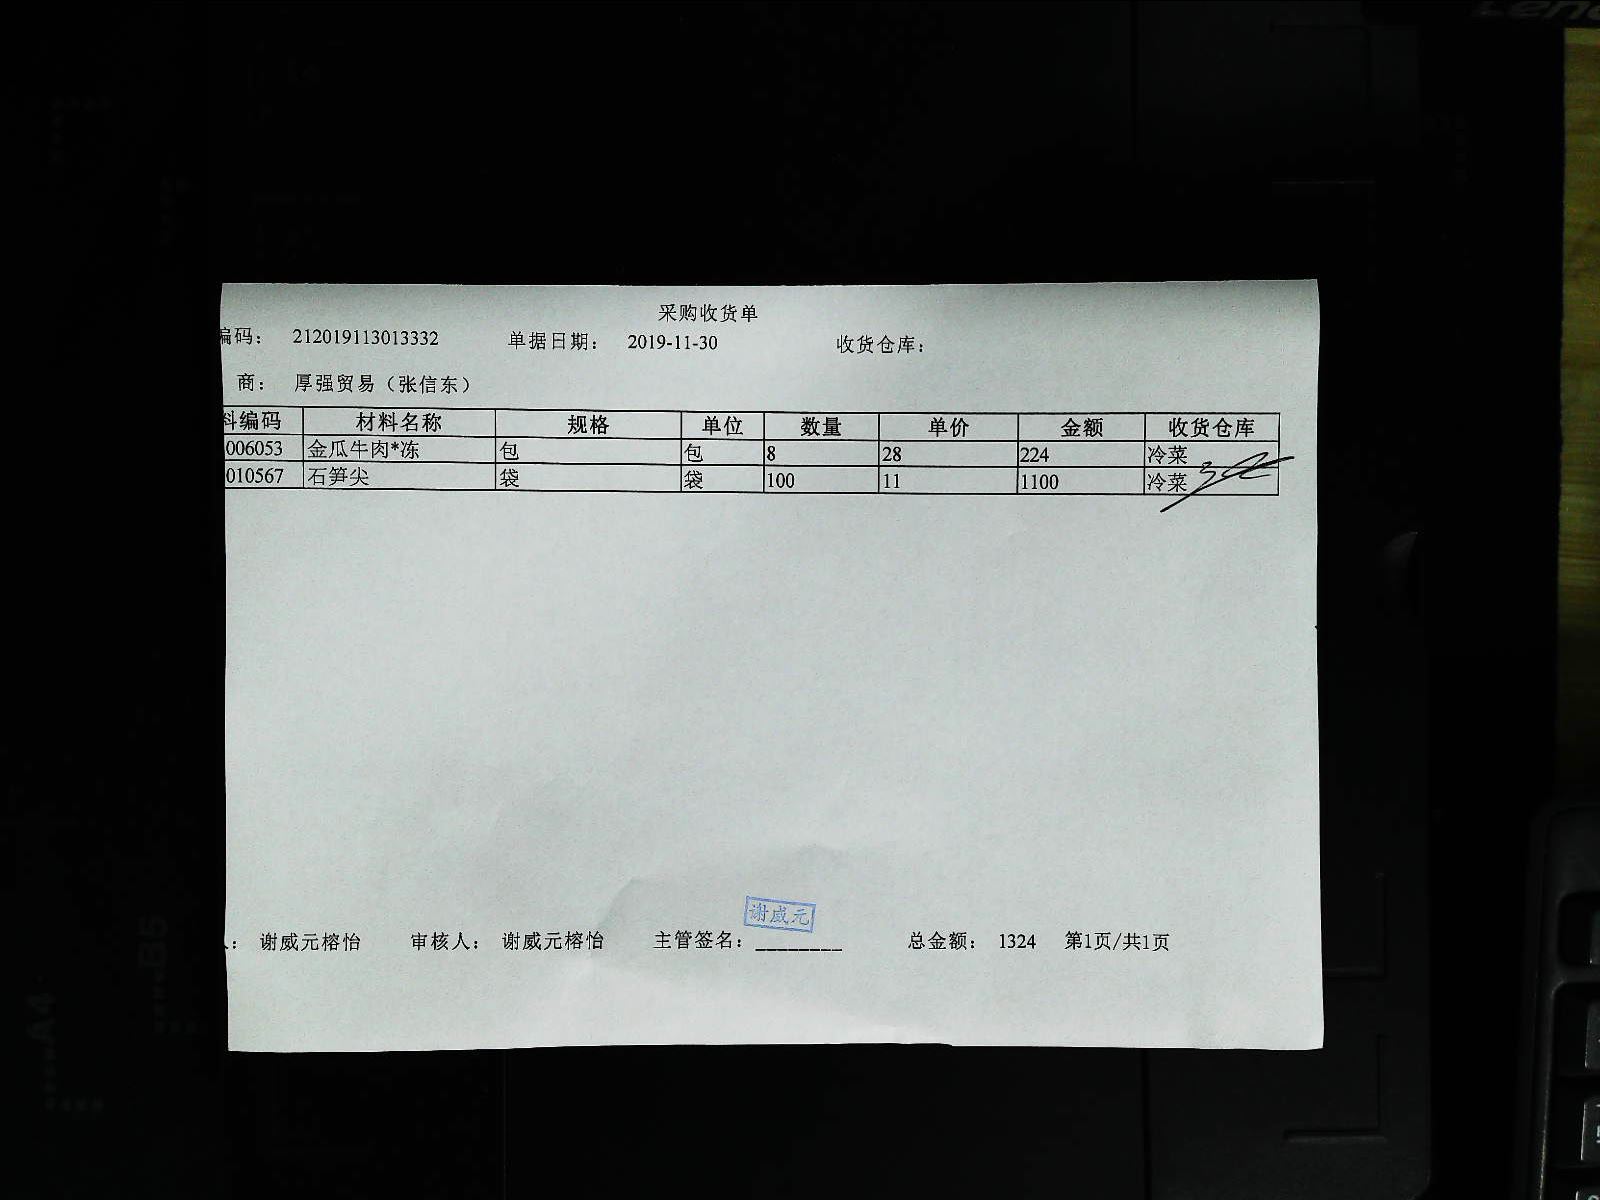 采购收货单
编码： 212019113013332 单据日期： 2019-11-30 收货仓库：
商： 厚强贸易（张信东）
料编码 材料名称 规格 单位 数量 单价 金额 收货仓库
006053 金瓜牛肉*冻 包 包 8 28 224 冷菜
010567 石笋尖 袋 袋 100 11 1100 冷菜
谢威元
： 谢威元榕怡 审核人： 谢威元榕怡 主管签名：________ 总金额： 1324 第1页/共1页